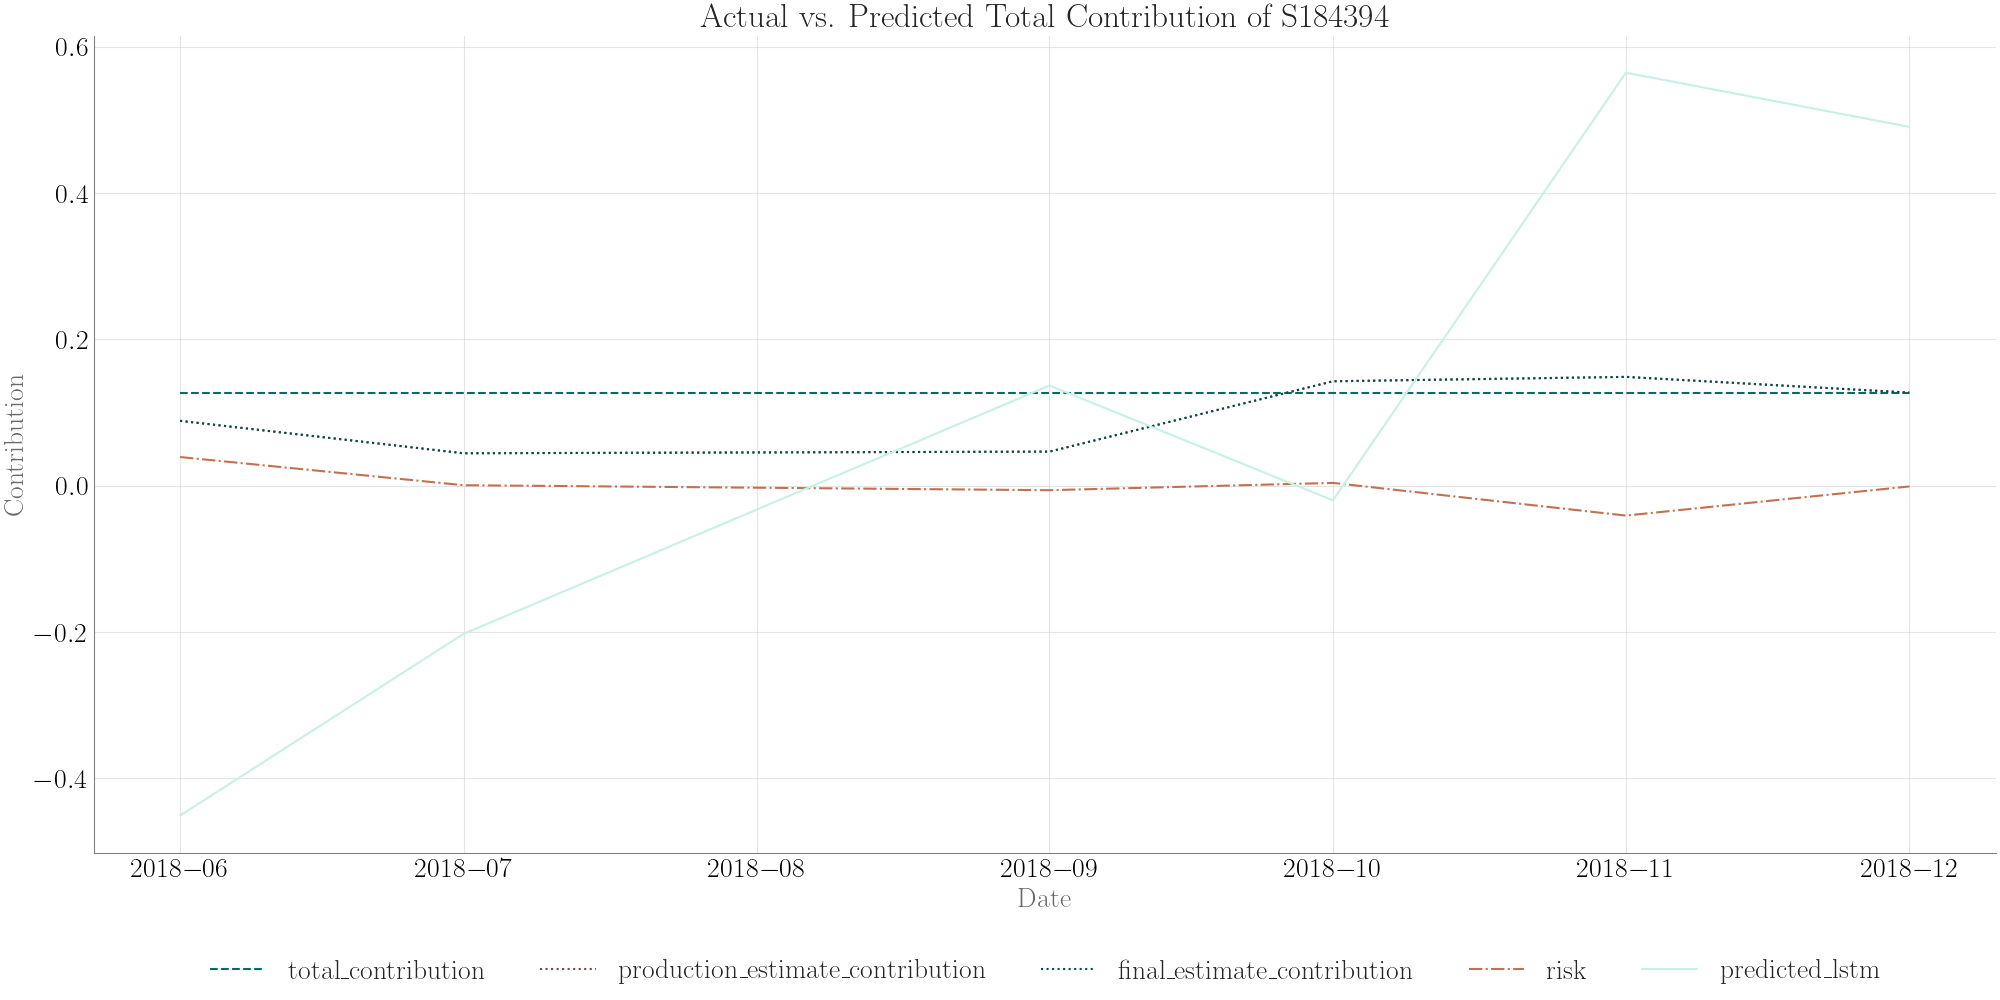 Actual vs. Predicted Total Contribution of S184394
0.6
0.4
0.2
0.0
−0.2
−0.4
Contribution
2018−06 2018−07 2018−08 2018−09 2018−10 2018−11 2018−12
Date
total_contribution production_estimate_contribution final_estimate_contribution risk predicted_lstm